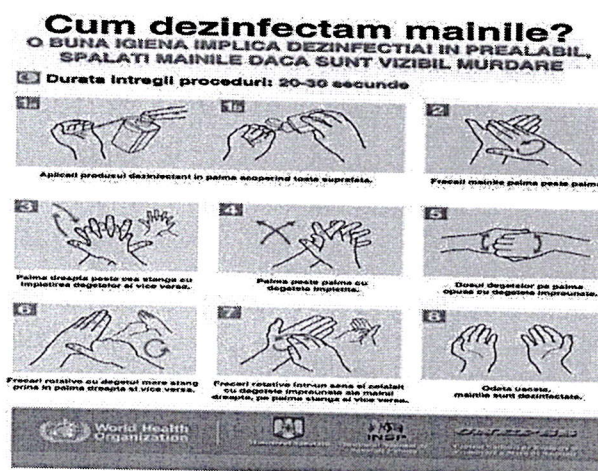 Cum dezinfectam mainile?
O BUNA IGIENA IMPLICA DEZINFECTIA! IN PREALABIL,
SPALATI MAINILE DACA SUNT VIZIBIL MURDARE
Durata intregii proceduri: 20-30 secunde
1a
1b
2
Aplicati produsul dezinfectant in palma acoperind toata suprafata.
Frecati mainile palma peste palma
3
4
5
Palma dreapta peste cea stanga cu
impletirea degetelor si vice versa.
Palma peste palma cu
degetele impletite.
Dosul degetelor pe palma
opusa cu degetele impreunate.
6
7
8
Frecari rotative cu degetul mare stang
prins in palma dreapta si vice versa.
Frecari rotative intr-un sens si celalalt
cu degetele impreunate ale mainii
drepte, pe palma stanga si vice versa.
Odata uscate,
mainile sunt dezinfectate.
World Health
Organization
INSP